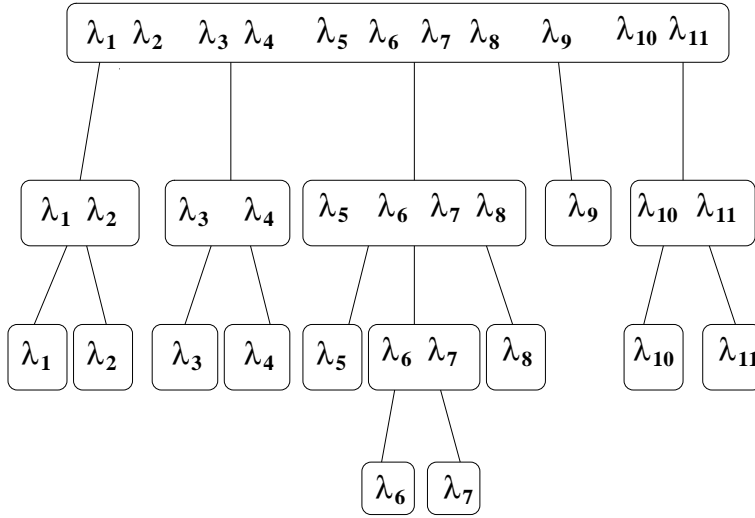 λ₁ λ₂ λ₃ λ₄ λ₅ λ₆ λ₇ λ₈ λ₉ λ₁₀ λ₁₁
λ₁ λ₂ λ₃ λ₄ λ₅ λ₆ λ₇ λ₈ λ₉ λ₁₀ λ₁₁
λ₁ λ₂ λ₃ λ₄ λ₅ λ₆ λ₇ λ₈ λ₁₀ λ₁₁
λ₆ λ₇